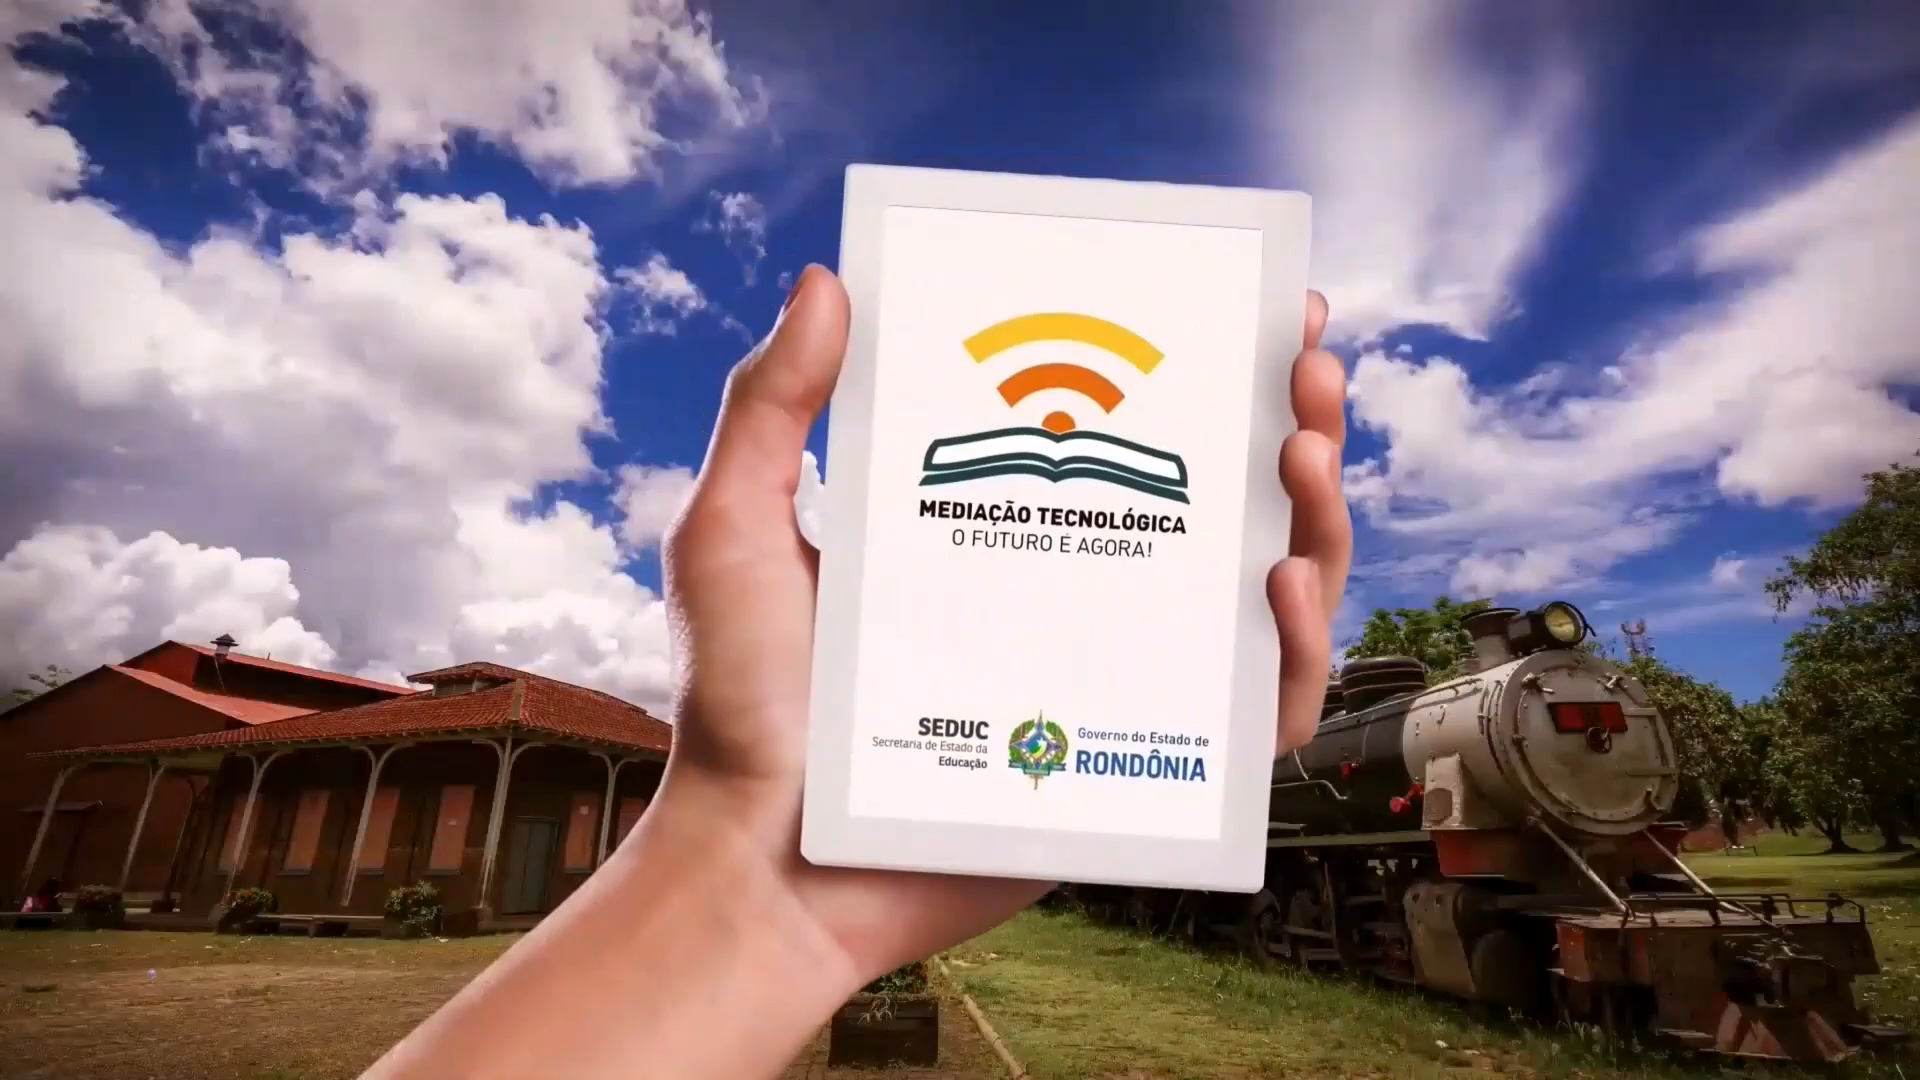 MEDIAÇÃO TECNOLÓGICA
O FUTURO É AGORA!
SEDUC
Secretaria de Estado da
Educação
Governo do Estado de
RONDÔNIA